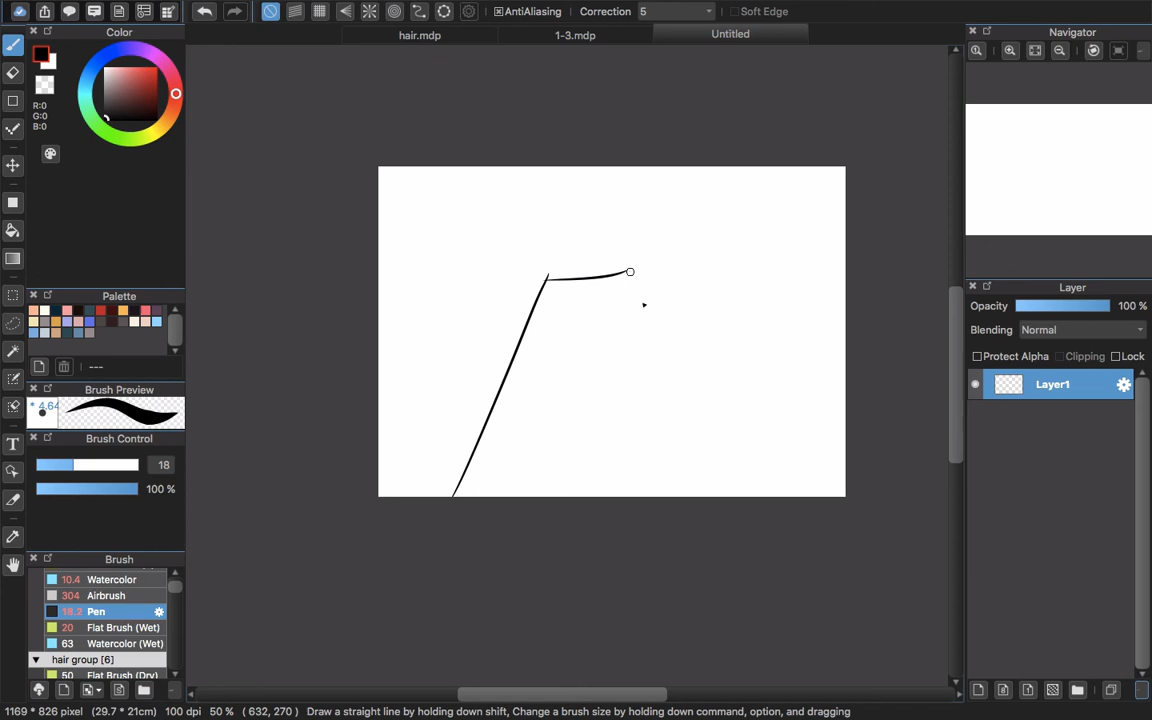 AntiAliasing Correction 5 Soft Edge
hair.mdp 1-3.mdp Untitled
Color
R:0
G:0
B:0
Palette
---
Brush Preview
* 4.64
Brush Control
18
100 %
Brush
10.4 Watercolor
304 Airbrush
18.2 Pen
20 Flat Brush (Wet)
63 Watercolor (Wet)
hair group [6]
50 Flat Brush (Dry)
Navigator
Layer
Opacity 100 %
Blending Normal
Protect Alpha Clipping Lock
Layer1
1169 * 826 pixel (29.7 * 21cm) 100 dpi 50 % ( 632, 270 ) Draw a straight line by holding down shift, Change a brush size by holding down command, option, and dragging